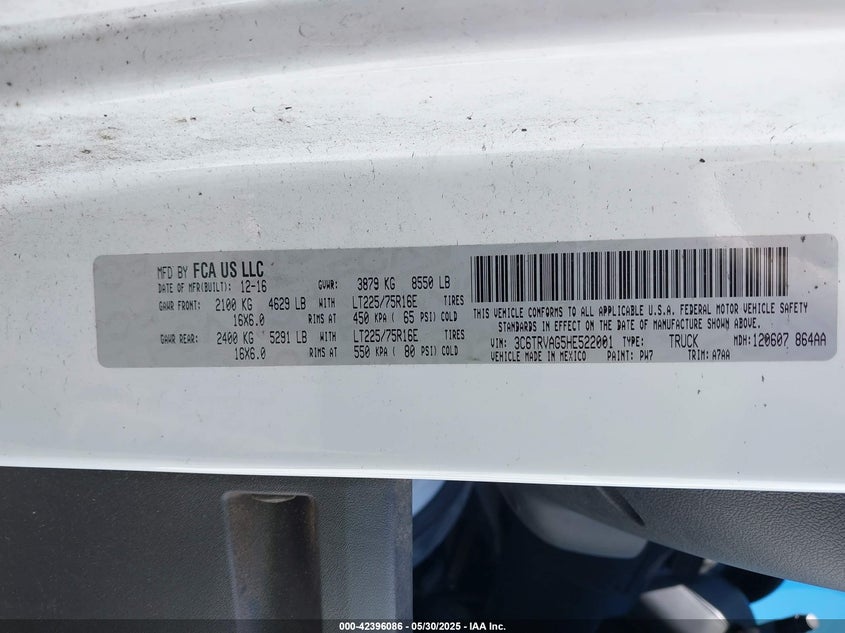 MFD BY FCA US LLC
DATE OF MFR(BUILT): 12-16 GVWR: 3879 KG 8550 LB
GAWR FRONT: 2100 KG 4629 LB WITH LT225/75R16E TIRES
16X6.0 RIMS AT 450 KPA ( 65 PSI) COLD
GAWR REAR: 2400 KG 5291 LB WITH LT225/75R16E TIRES
16X6.0 RIMS AT 550 KPA ( 80 PSI) COLD
THIS VEHICLE CONFORMS TO ALL APPLICABLE U.S.A. FEDERAL MOTOR VEHICLE SAFETY
STANDARDS IN EFFECT ON THE DATE OF MANUFACTURE SHOWN ABOVE.
VIN: 3C6TRVAG5HE522001 TYPE: TRUCK MDH: 120607 864AA
VEHICLE MADE IN MEXICO PAINT: PW7 TRIM: A7AA
000-42396086 - 05/30/2025 - IAA Inc.